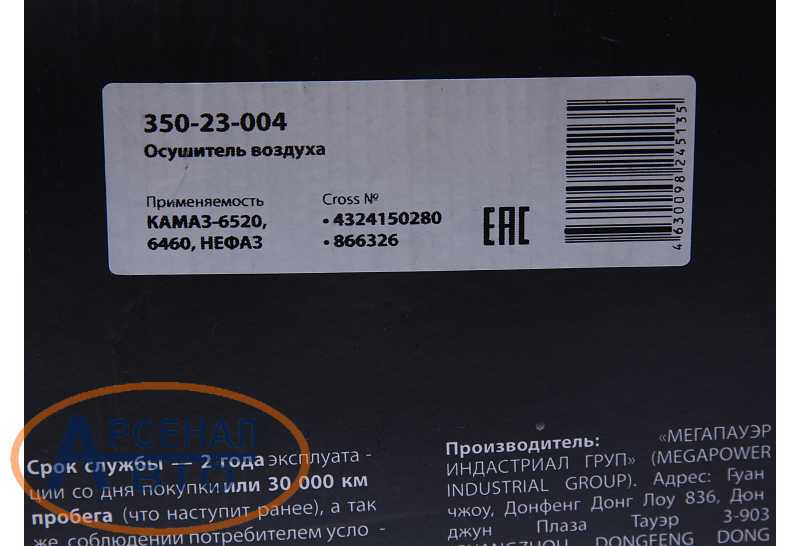 350-23-004
Осушитель воздуха
Применяемость
КАМАЗ-6520,
6460, НЕФАЗ
Cross №
• 4324150280
• 866326
EAC
4630098245135
АРСЕНАЛ
АВТО
Срок службы — 2 года эксплуата -
ции со дня покупки или 30 000 км
пробега (что наступит ранее), а так
же соблюдении потребителем усло -
Производитель: «МЕГАПАУЭР
ИНДАСТРИАЛ ГРУП» (MEGAPOWER
INDUSTRIAL GROUP). Адрес: Гуан
чжоу, Донфенг Донг Лоу 836, Дон
джун Плаза Тауэр 3-903
GUANGZHOU, DONGFENG DONG